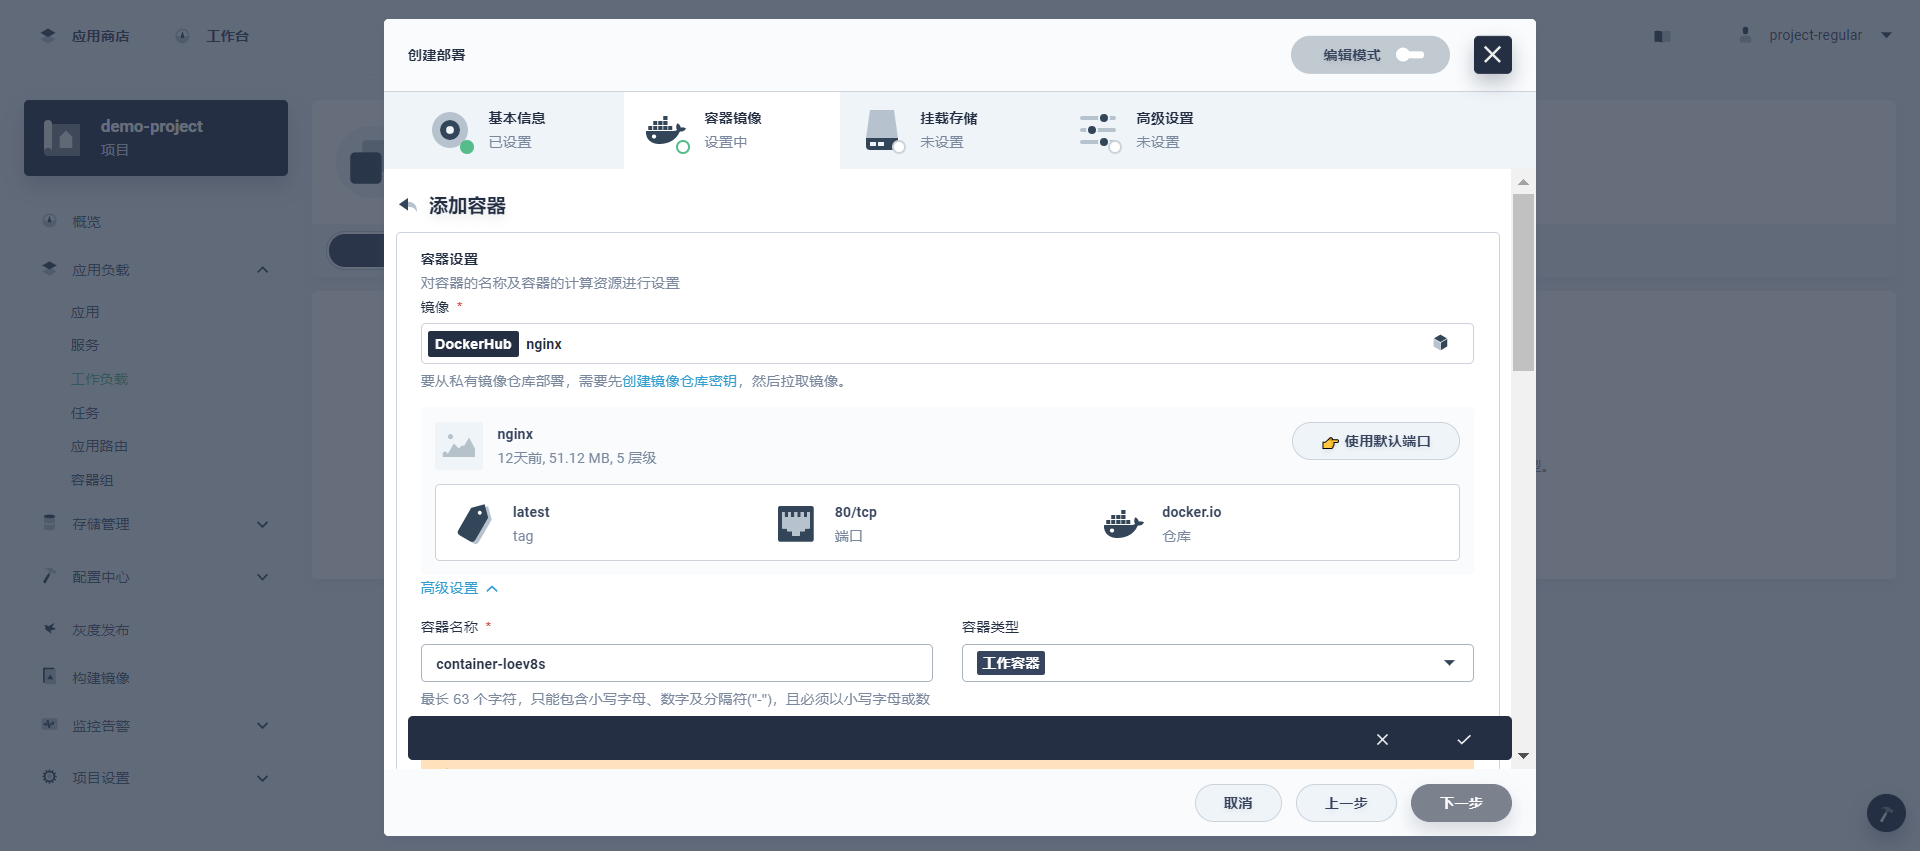 应用商店
工作台
project-regular
demo-project
项目
概览
应用负载
应用
服务
工作负载
任务
应用路由
容器组
存储管理
配置中心
灰度发布
构建镜像
监控告警
项目设置
创建部署
编辑模式
基本信息
已设置
容器镜像
设置中
挂载存储
未设置
高级设置
未设置
添加容器
容器设置
对容器的名称及容器的计算资源进行设置
镜像 *
DockerHub nginx
要从私有镜像仓库部署，需要先创建镜像仓库密钥，然后拉取镜像。
nginx
12天前, 51.12 MB, 5 层级
使用默认端口
latest
tag
80/tcp
端口
docker.io
仓库
高级设置
容器名称 *
container-loev8s
最长 63 个字符，只能包含小写字母、数字及分隔符("-")，且必须以小写字母或数
容器类型
工作容器
取消
上一步
下一步